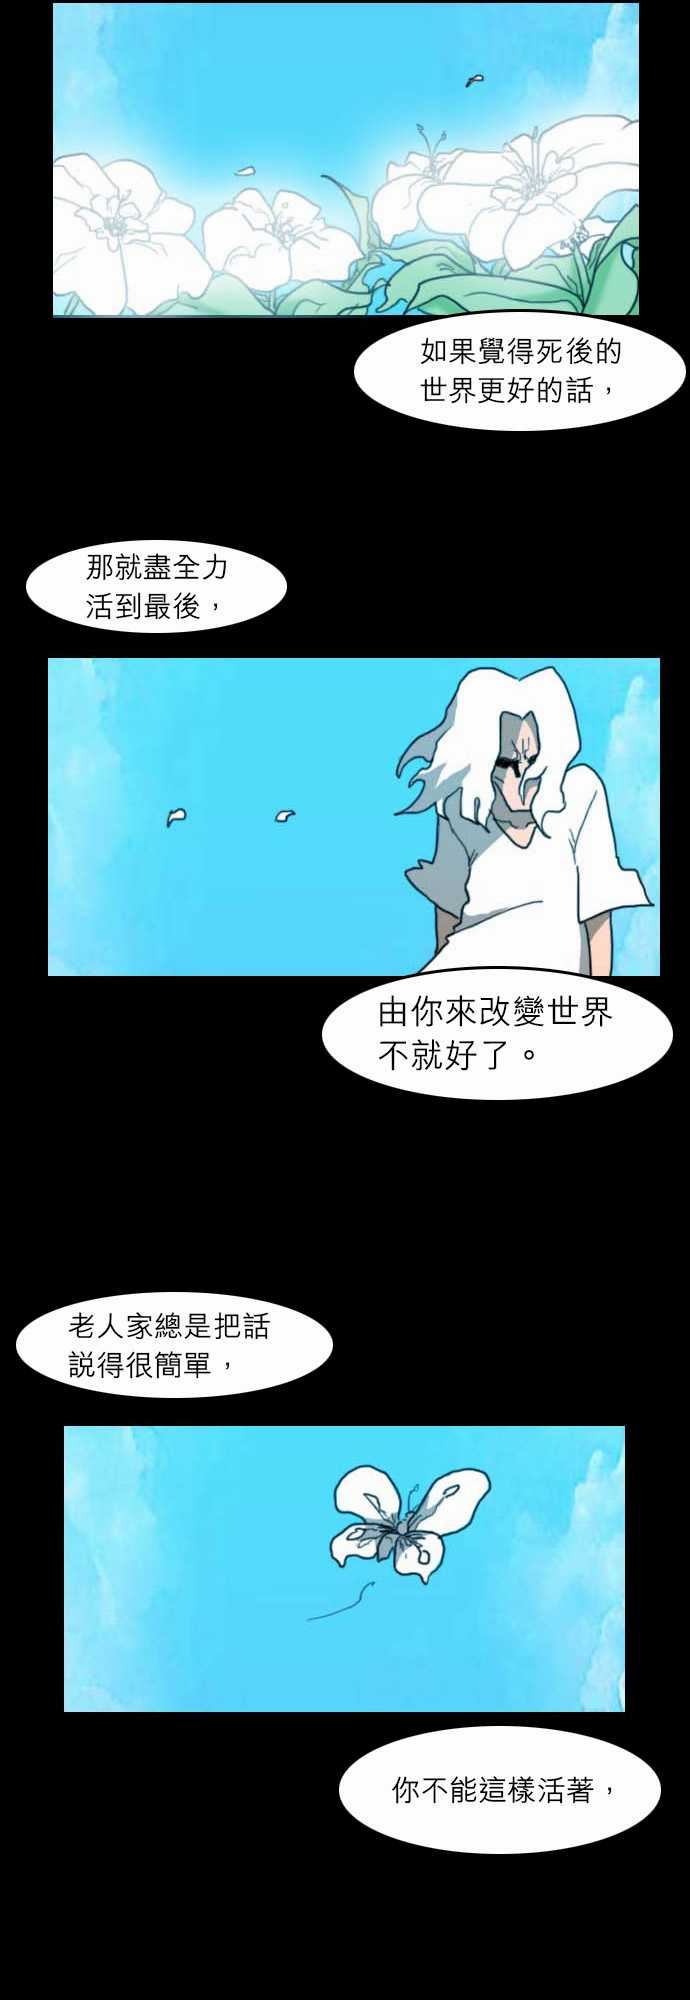 如果覺得死後的
世界更好的話，
那就盡全力
活到最後，
由你來改變世界
不就好了。
老人家總是把話
說得很簡單，
你不能這樣活著，